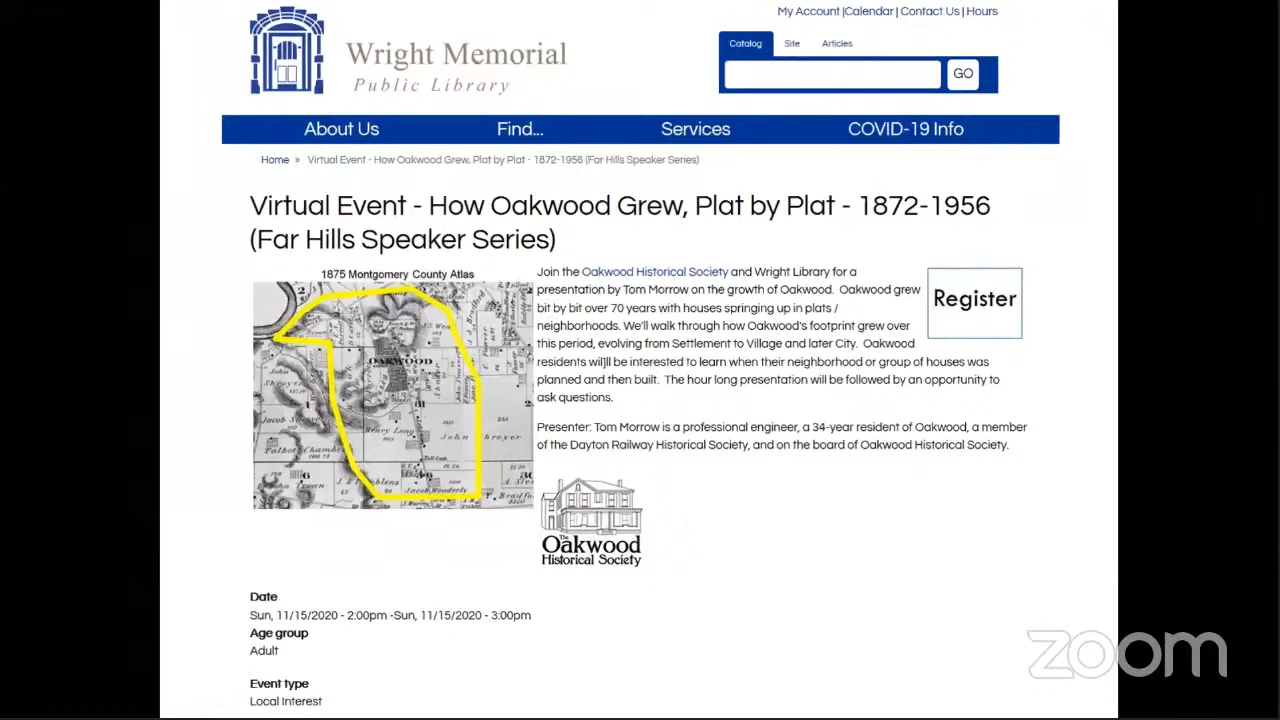 My Account |Calendar | Contact Us | Hours
Wright Memorial
Public Library
Catalog Site Articles
GO
About Us Find... Services COVID-19 Info
Home » Virtual Event - How Oakwood Grew, Plat by Plat - 1872-1956 (Far Hills Speaker Series)
Virtual Event - How Oakwood Grew, Plat by Plat - 1872-1956
(Far Hills Speaker Series)
1875 Montgomery County Atlas
OAKWOOD
Henry Long
John Shroyer
Join the Oakwood Historical Society and Wright Library for a
presentation by Tom Morrow on the growth of Oakwood. Oakwood grew
bit by bit over 70 years with houses springing up in plats /
neighborhoods. We'll walk through how Oakwood's footprint grew over
this period, evolving from Settlement to Village and later City. Oakwood
residents will be interested to learn when their neighborhood or group of houses was
planned and then built. The hour long presentation will be followed by an opportunity to
ask questions.
Register
Presenter: Tom Morrow is a professional engineer, a 34-year resident of Oakwood, a member
of the Dayton Railway Historical Society, and on the board of Oakwood Historical Society.
The
Oakwood
Historical Society
Date
Sun, 11/15/2020 - 2:00pm -Sun, 11/15/2020 - 3:00pm
Age group
Adult
Event type
Local Interest
zoom